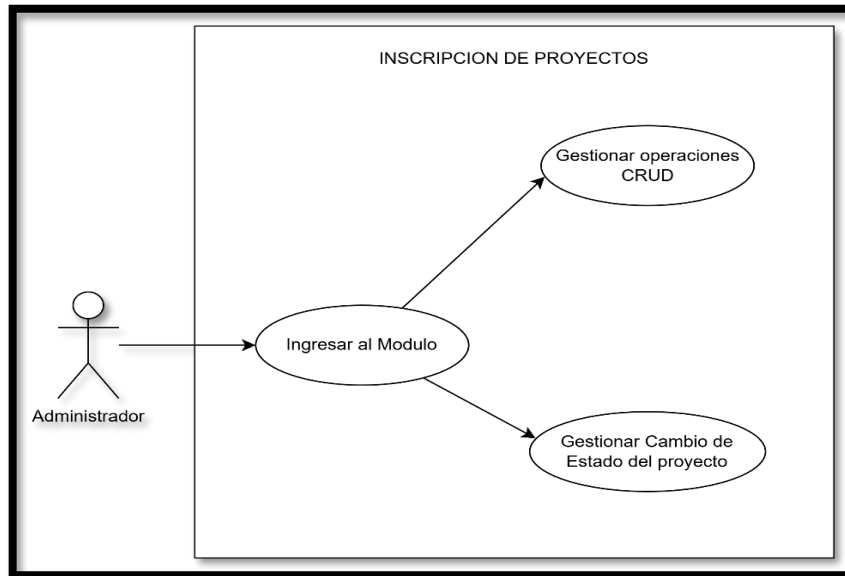 INSCRIPCION DE PROYECTOS
Gestionar operaciones
CRUD
Ingresar al Modulo
Administrador
Gestionar Cambio de
Estado del proyecto